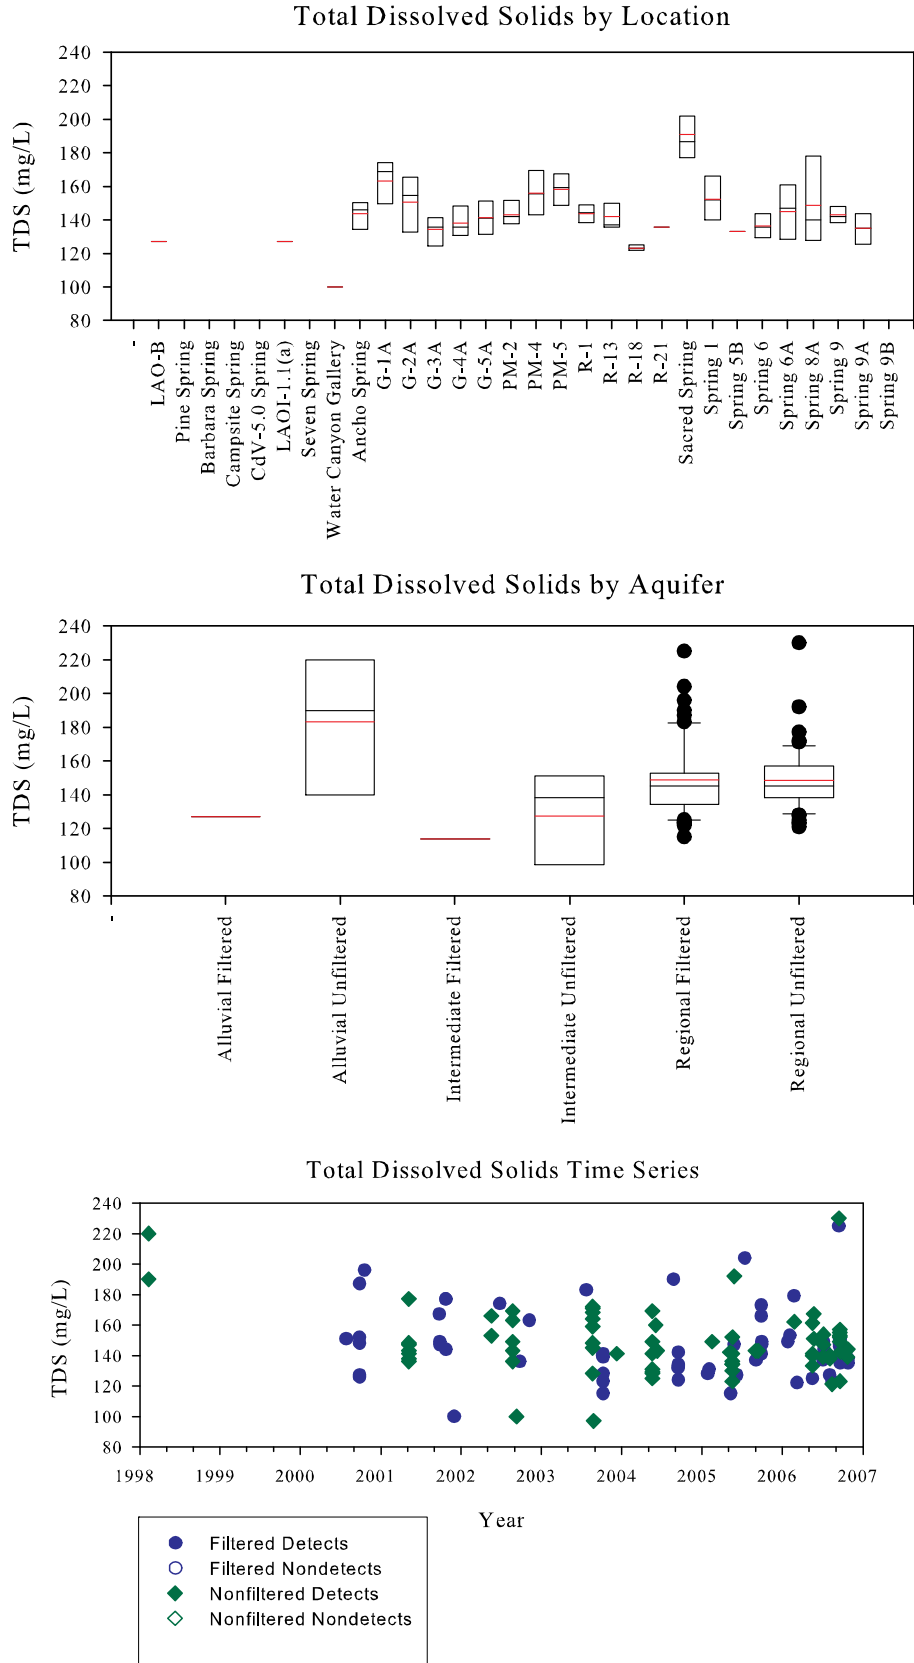 Total Dissolved Solids by Location
TDS (mg/L)
240
220
200
180
160
140
120
100
80
-
LAO-B
Pine Spring
Barbara Spring
Campsite Spring
CdV-5.0 Spring
LAOI-1.1(a)
Seven Spring
Water Canyon Gallery
Ancho Spring
G-1A
G-2A
G-3A
G-4A
G-5A
PM-2
PM-4
PM-5
R-1
R-13
R-18
R-21
Sacred Spring
Spring 1
Spring 5B
Spring 6
Spring 6A
Spring 8A
Spring 9
Spring 9A
Spring 9B
Total Dissolved Solids by Aquifer
TDS (mg/L)
240
220
200
180
160
140
120
100
80
-
Alluvial Filtered
Alluvial Unfiltered
Intermediate Filtered
Intermediate Unfiltered
Regional Filtered
Regional Unfiltered
Total Dissolved Solids Time Series
TDS (mg/L)
240
220
200
180
160
140
120
100
80
1998 1999 2000 2001 2002 2003 2004 2005 2006 2007
Year
Filtered Detects
Filtered Nondetects
Nonfiltered Detects
Nonfiltered Nondetects